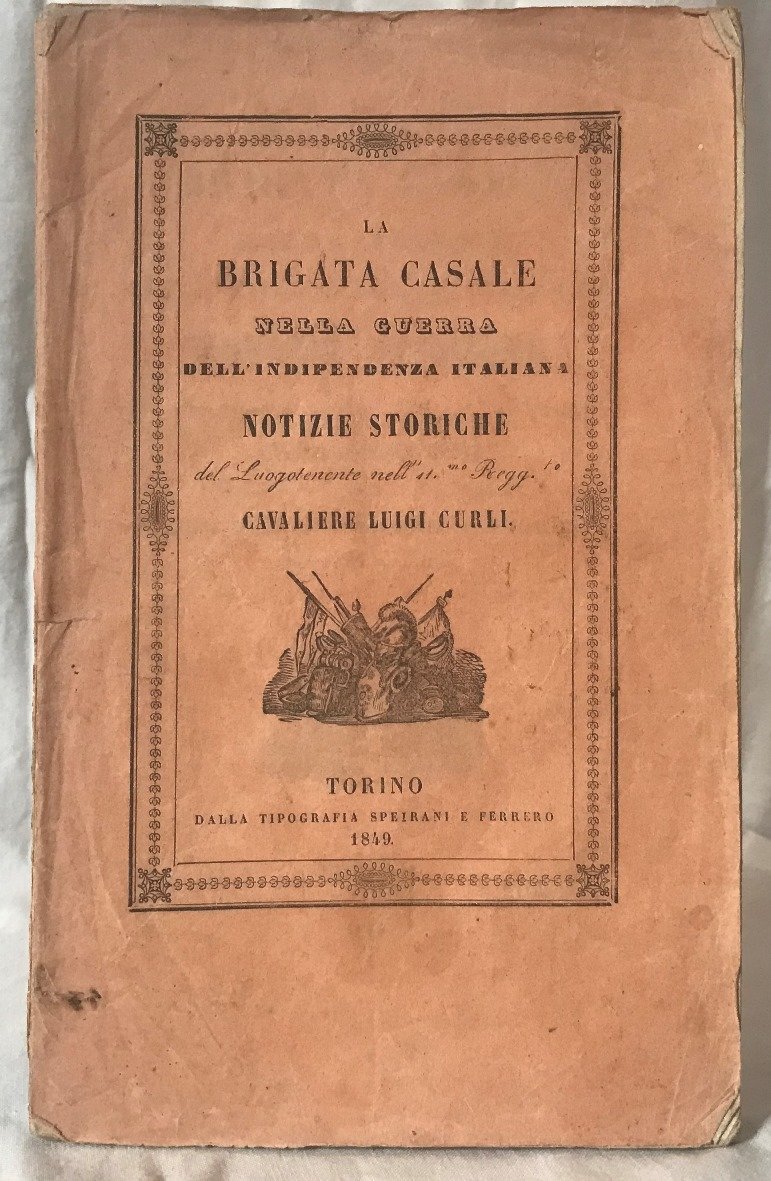 LA
BRIGATA CASALE
NELLA GUERRA
DELL'INDIPENDENZA ITALIANA
NOTIZIE STORICHE
del Luogotenente nell'11.mo Regg.to
CAVALIERE LUIGI CURLI.
TORINO
DALLA TIPOGRAFIA SPEIRANI E FERRERO
1849.